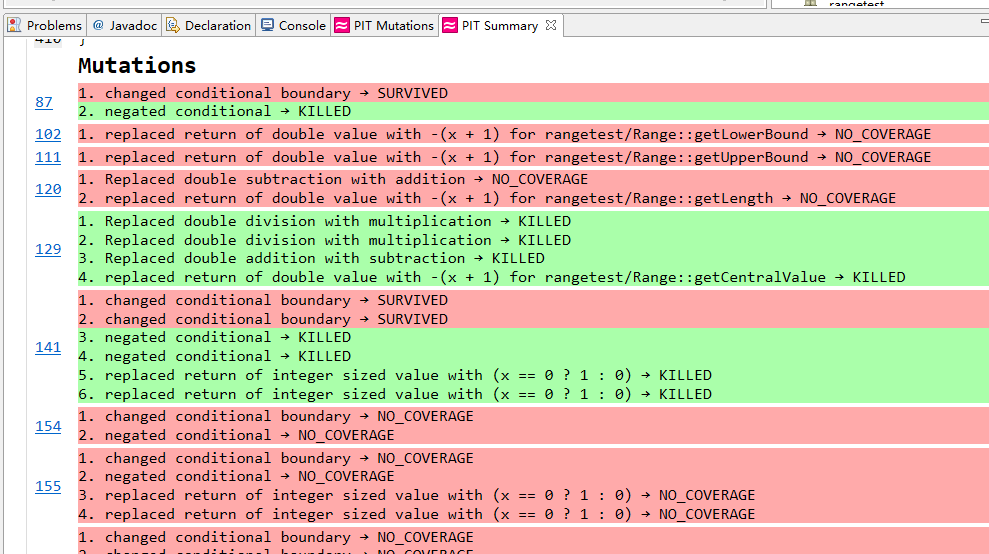 rangetest
Problems @ Javadoc Declaration Console PIT Mutations PIT Summary
410 }
Mutations
87
1. changed conditional boundary → SURVIVED
2. negated conditional → KILLED
102 1. replaced return of double value with -(x + 1) for rangetest/Range::getLowerBound → NO_COVERAGE
111 1. replaced return of double value with -(x + 1) for rangetest/Range::getUpperBound → NO_COVERAGE
120
1. Replaced double subtraction with addition → NO_COVERAGE
2. replaced return of double value with -(x + 1) for rangetest/Range::getLength → NO_COVERAGE
129
1. Replaced double division with multiplication → KILLED
2. Replaced double division with multiplication → KILLED
3. Replaced double addition with subtraction → KILLED
4. replaced return of double value with -(x + 1) for rangetest/Range::getCentralValue → KILLED
141
1. changed conditional boundary → SURVIVED
2. changed conditional boundary → SURVIVED
3. negated conditional → KILLED
4. negated conditional → KILLED
5. replaced return of integer sized value with (x == 0 ? 1 : 0) → KILLED
6. replaced return of integer sized value with (x == 0 ? 1 : 0) → KILLED
154
1. changed conditional boundary → NO_COVERAGE
2. negated conditional → NO_COVERAGE
155
1. changed conditional boundary → NO_COVERAGE
2. negated conditional → NO_COVERAGE
3. replaced return of integer sized value with (x == 0 ? 1 : 0) → NO_COVERAGE
4. replaced return of integer sized value with (x == 0 ? 1 : 0) → NO_COVERAGE
1. changed conditional boundary → NO_COVERAGE
2. changed conditional boundary → NO_COVERAGE